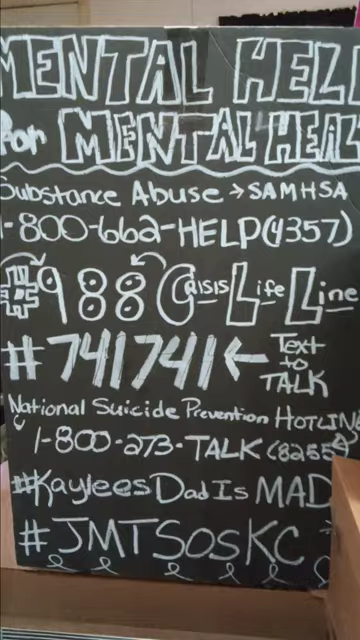 MENTAL HEL
For MENTAL HEAL
Substance Abuse → SAMHSA
-800-662-HELP(4357)
#988 Crisis Life Line
#741741 ← Text to TALK
National Suicide Prevention HOTLINE
1-800-273-TALK (8255)
#KayleesDadIsMAD
#JMTSosKC